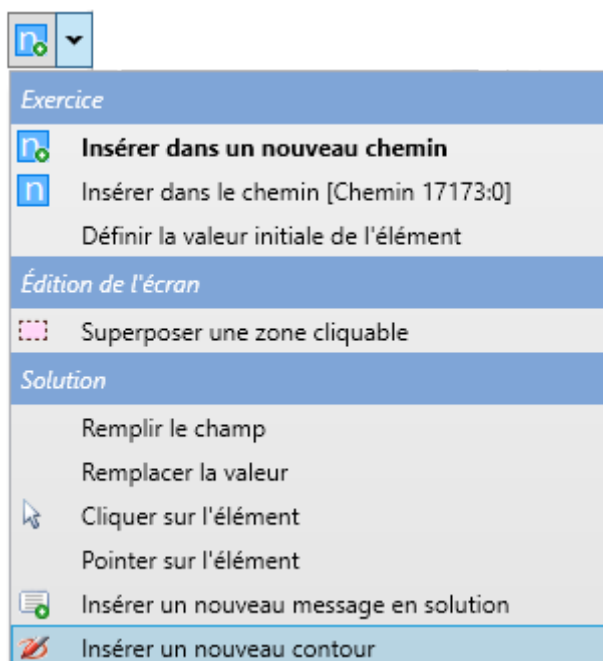 Exercice
Insérer dans un nouveau chemin
Insérer dans le chemin [Chemin 17173:0]
Définir la valeur initiale de l'élément
Édition de l'écran
Superposer une zone cliquable
Solution
Remplir le champ
Remplacer la valeur
Cliquer sur l'élément
Pointer sur l'élément
Insérer un nouveau message en solution
Insérer un nouveau contour